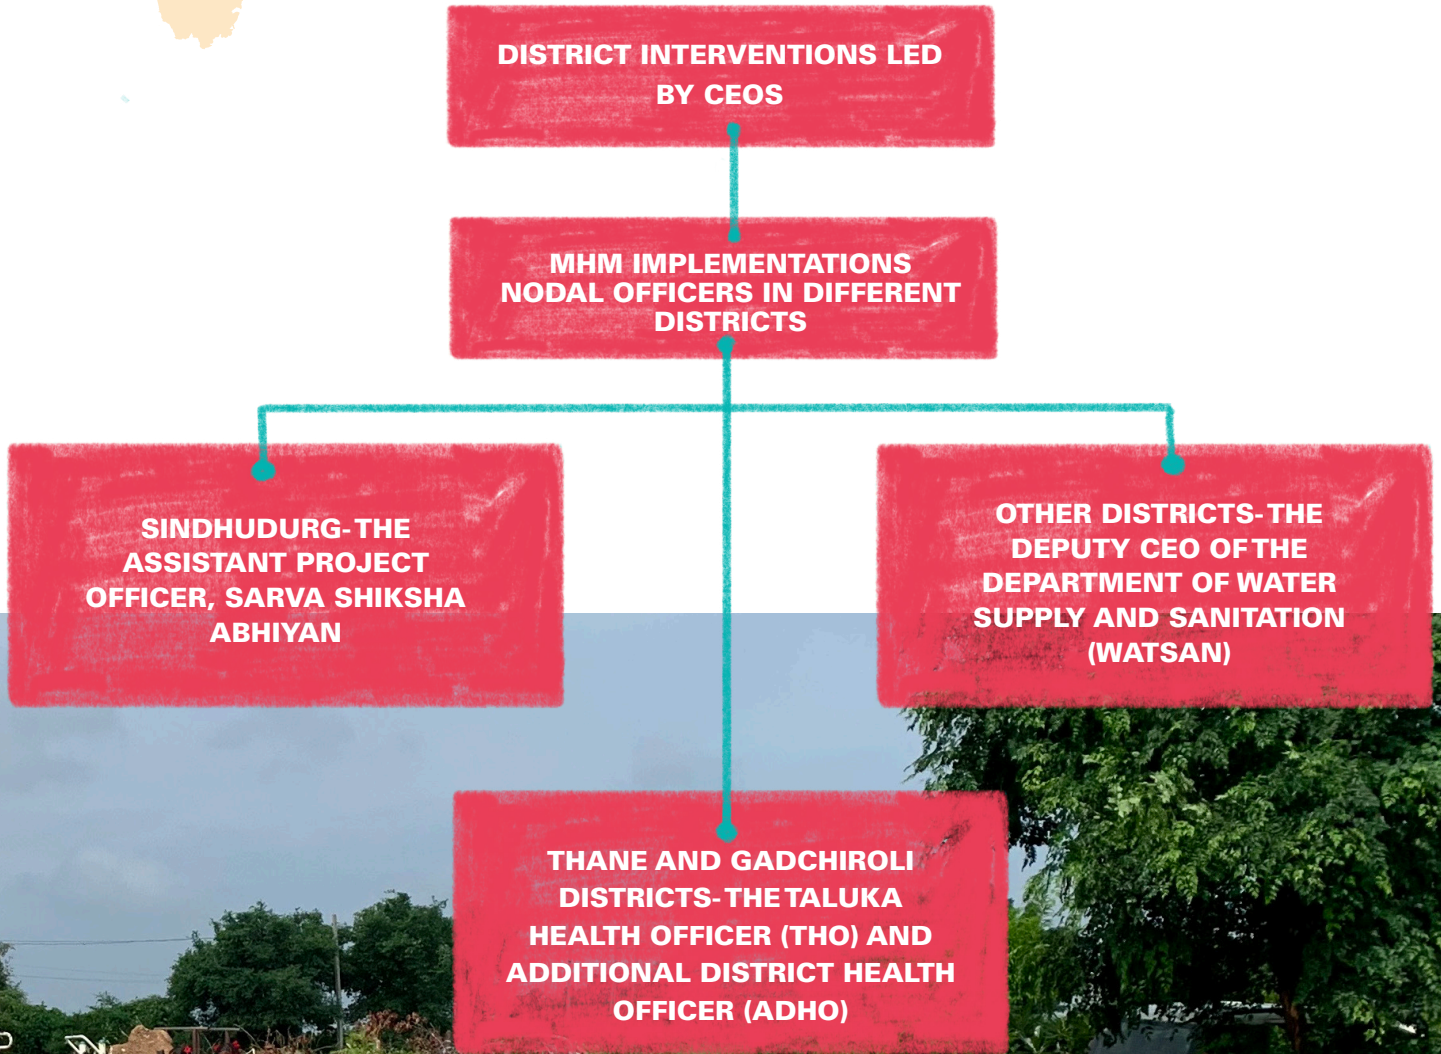 DISTRICT INTERVENTIONS LED
BY CEOS
MHM IMPLEMENTATIONS
NODAL OFFICERS IN DIFFERENT
DISTRICTS
SINDHUDURG-THE
ASSISTANT PROJECT
OFFICER, SARVA SHIKSHA
ABHIYAN
OTHER DISTRICTS-THE
DEPUTY CEO OF THE
DEPARTMENT OF WATER
SUPPLY AND SANITATION
(WATSAN)
THANE AND GADCHIROLI
DISTRICTS-THE TALUKA
HEALTH OFFICER (THO) AND
ADDITIONAL DISTRICT HEALTH
OFFICER (ADHO)